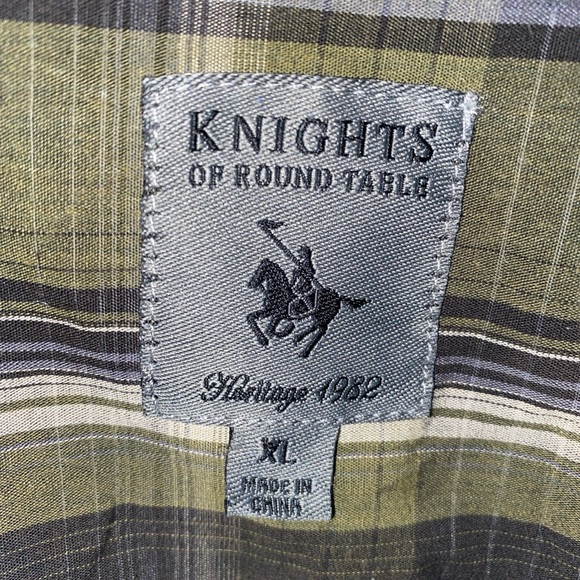 KNIGHTS
OF ROUND TABLE
Heritage 1982
XL
MADE IN
CHINA